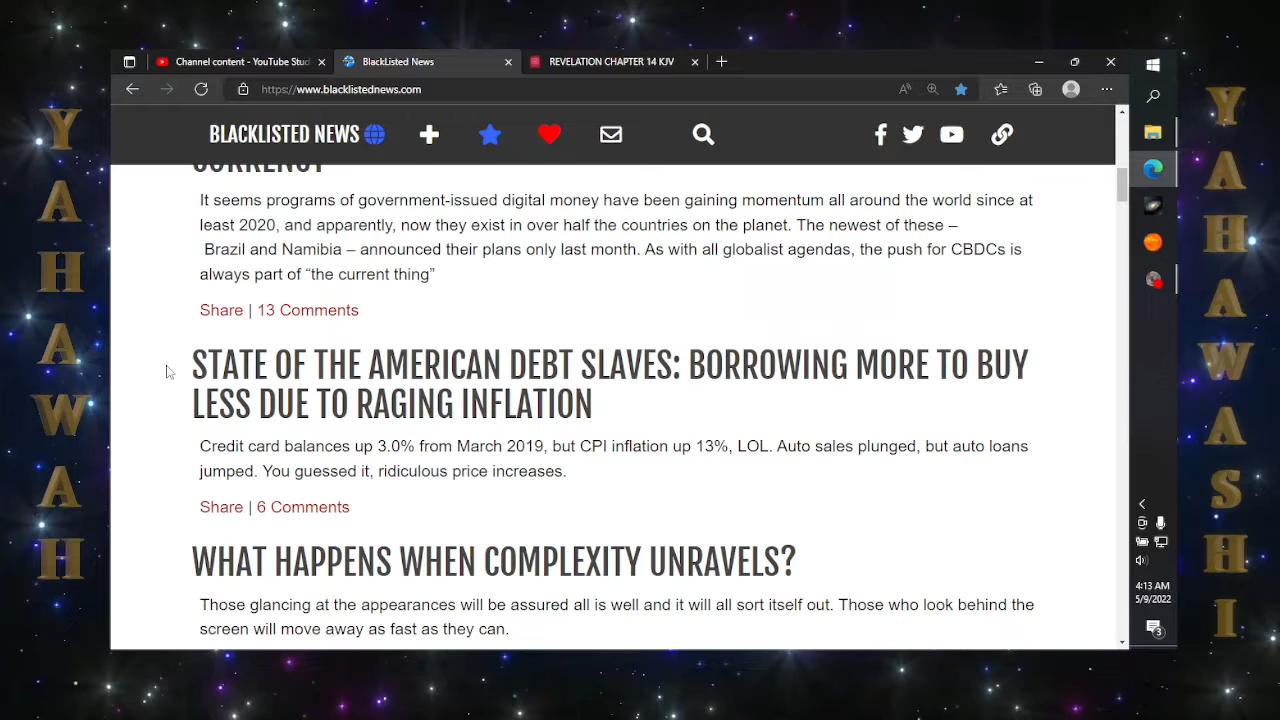 Channel content - YouTube Stud
BlackListed News
REVELATION CHAPTER 14 KJV
https://www.blacklistednews.com
BLACKLISTED NEWS
CURRENCY
It seems programs of government-issued digital money have been gaining momentum all around the world since at
least 2020, and apparently, now they exist in over half the countries on the planet. The newest of these –
Brazil and Namibia – announced their plans only last month. As with all globalist agendas, the push for CBDCs is
always part of “the current thing”
Share | 13 Comments
STATE OF THE AMERICAN DEBT SLAVES: BORROWING MORE TO BUY
LESS DUE TO RAGING INFLATION
Credit card balances up 3.0% from March 2019, but CPI inflation up 13%, LOL. Auto sales plunged, but auto loans
jumped. You guessed it, ridiculous price increases.
Share | 6 Comments
WHAT HAPPENS WHEN COMPLEXITY UNRAVELS?
Those glancing at the appearances will be assured all is well and it will all sort itself out. Those who look behind the
screen will move away as fast as they can.
4:13 AM
5/9/2022
3
YAHAWAH
YAHAWASHI